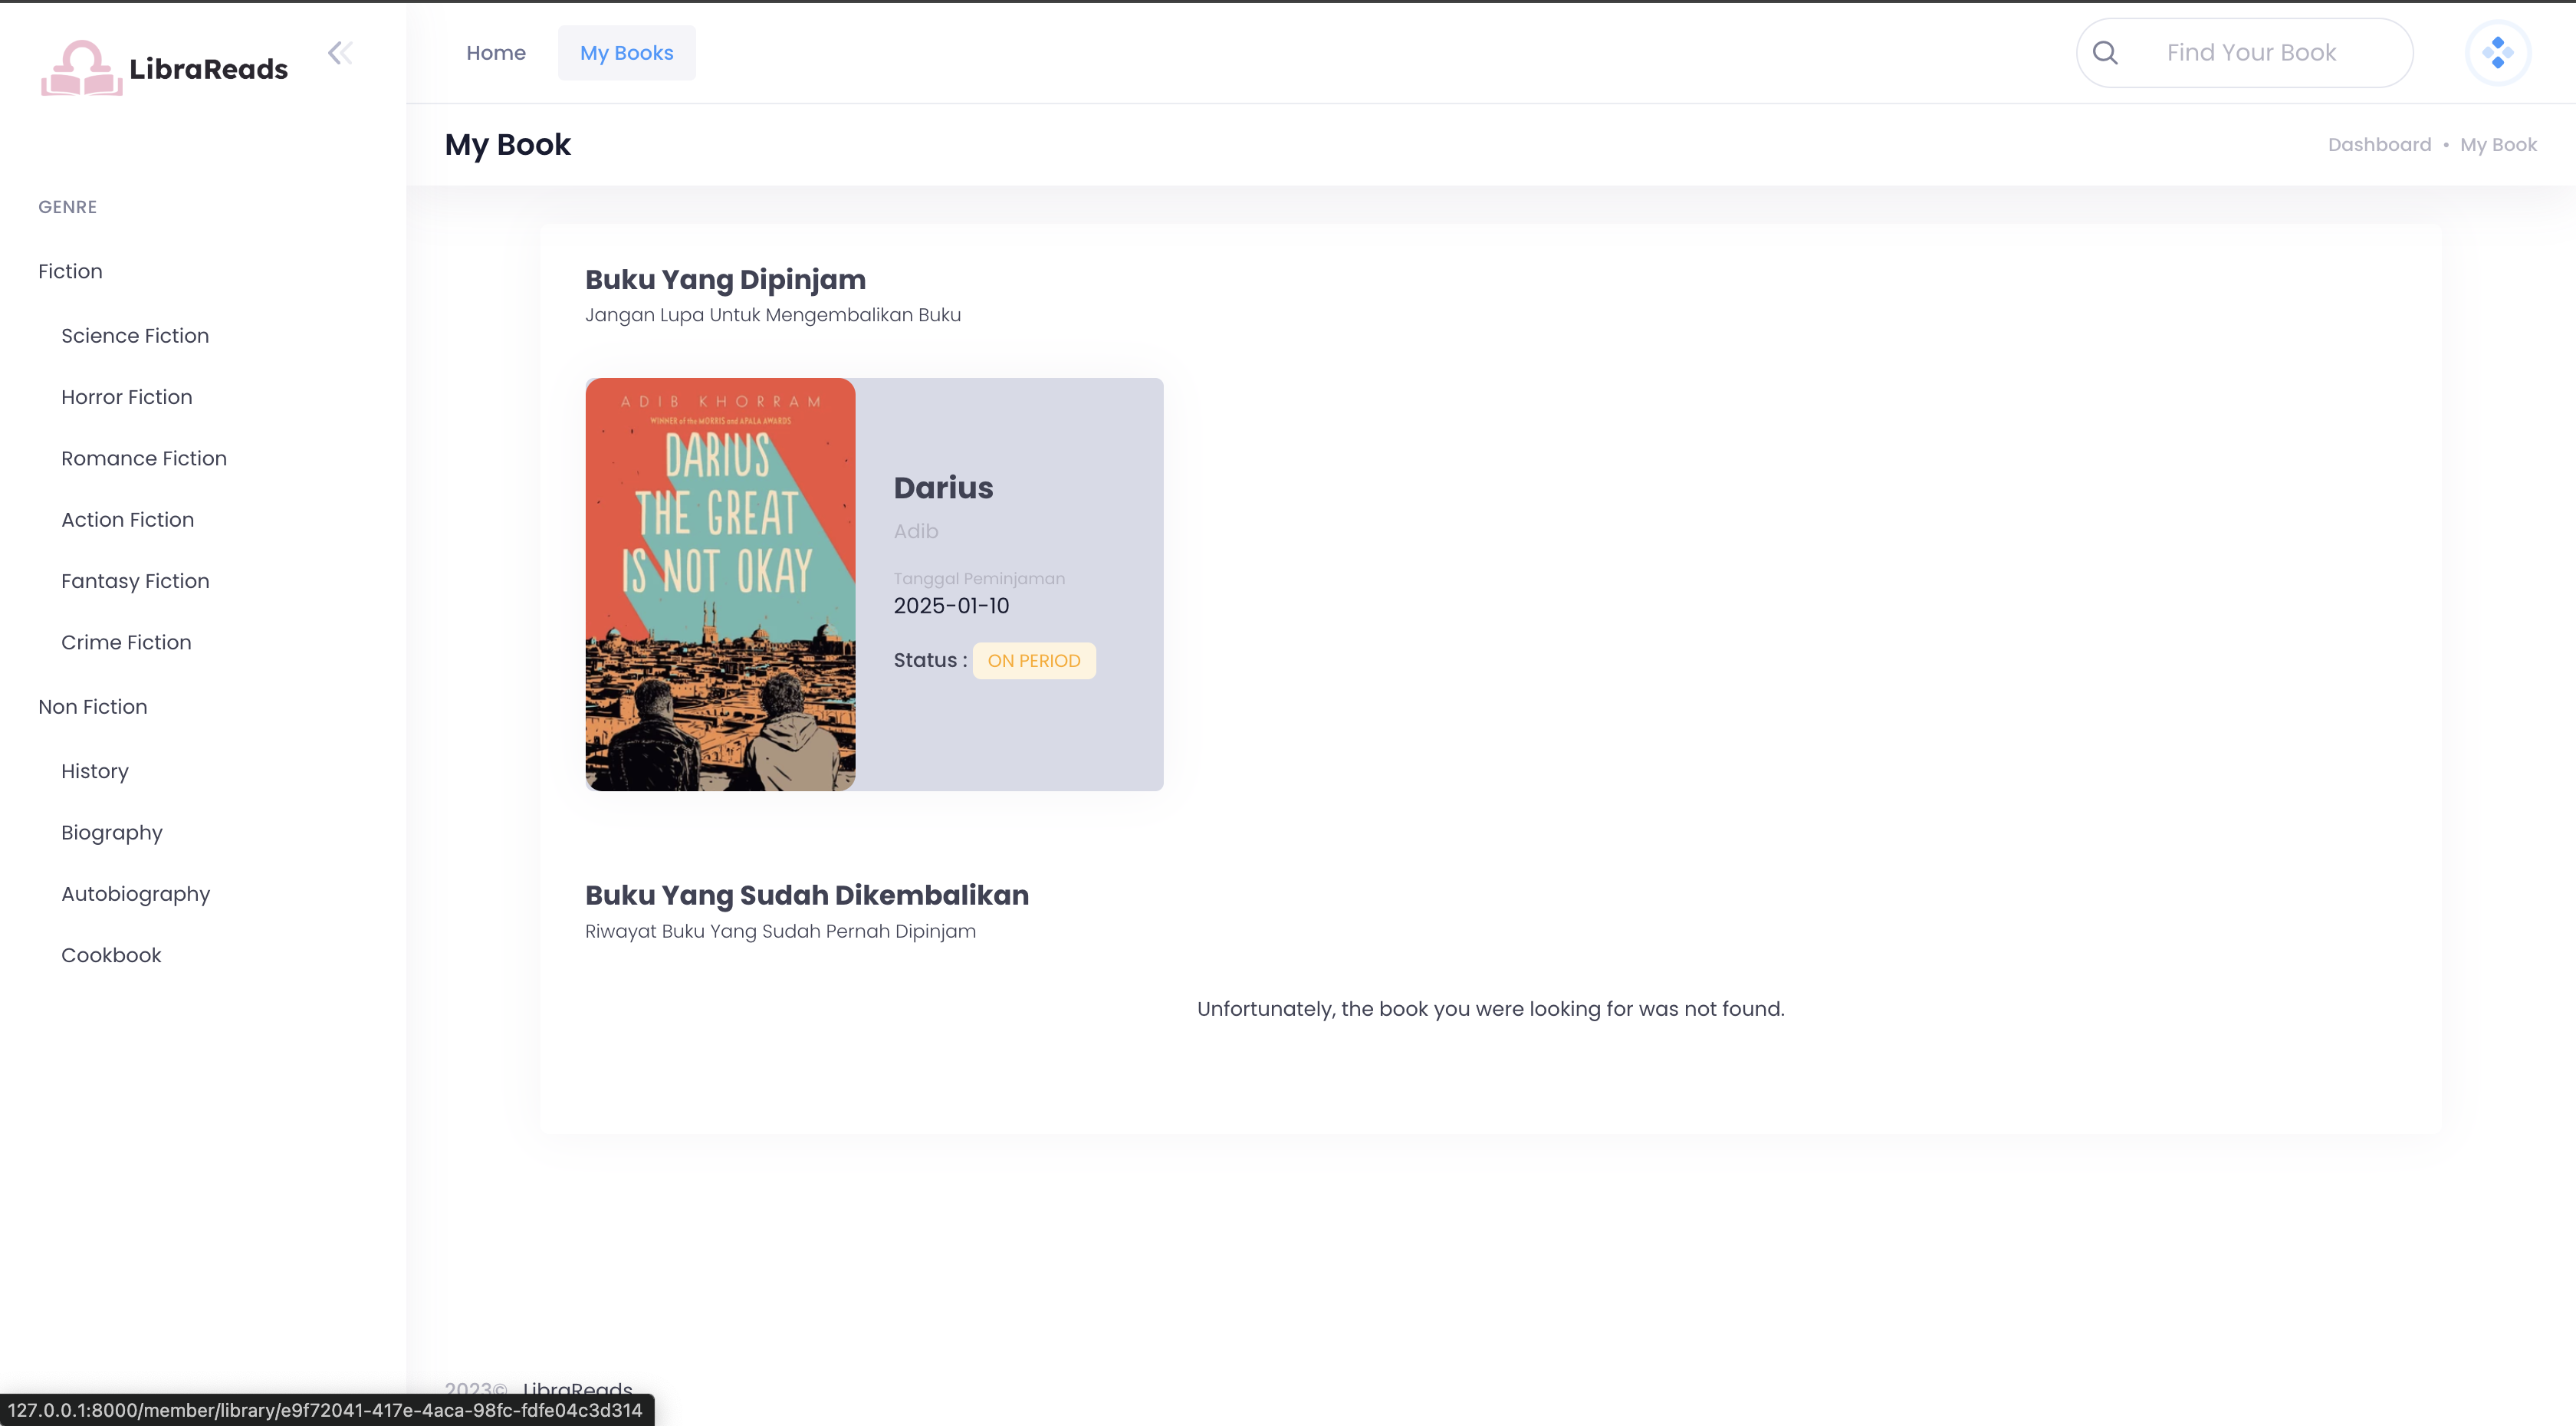 LibraReads
Home
My Books
Find Your Book
My Book
Dashboard • My Book
GENRE
Fiction
Science Fiction
Horror Fiction
Romance Fiction
Action Fiction
Fantasy Fiction
Crime Fiction
Non Fiction
History
Biography
Autobiography
Cookbook
Buku Yang Dipinjam
Jangan Lupa Untuk Mengembalikan Buku
ADIB KHORRAM
WINNER of the MORRIS and APALA AWARDS
DARIUS
THE GREAT
IS NOT OKAY
Darius
Adib
Tanggal Peminjaman
2025-01-10
Status : ON PERIOD
Buku Yang Sudah Dikembalikan
Riwayat Buku Yang Sudah Pernah Dipinjam
Unfortunately, the book you were looking for was not found.
2023© LibraReads
127.0.0.1:8000/member/library/e9f72041-417e-4aca-98fc-fdfe04c3d314